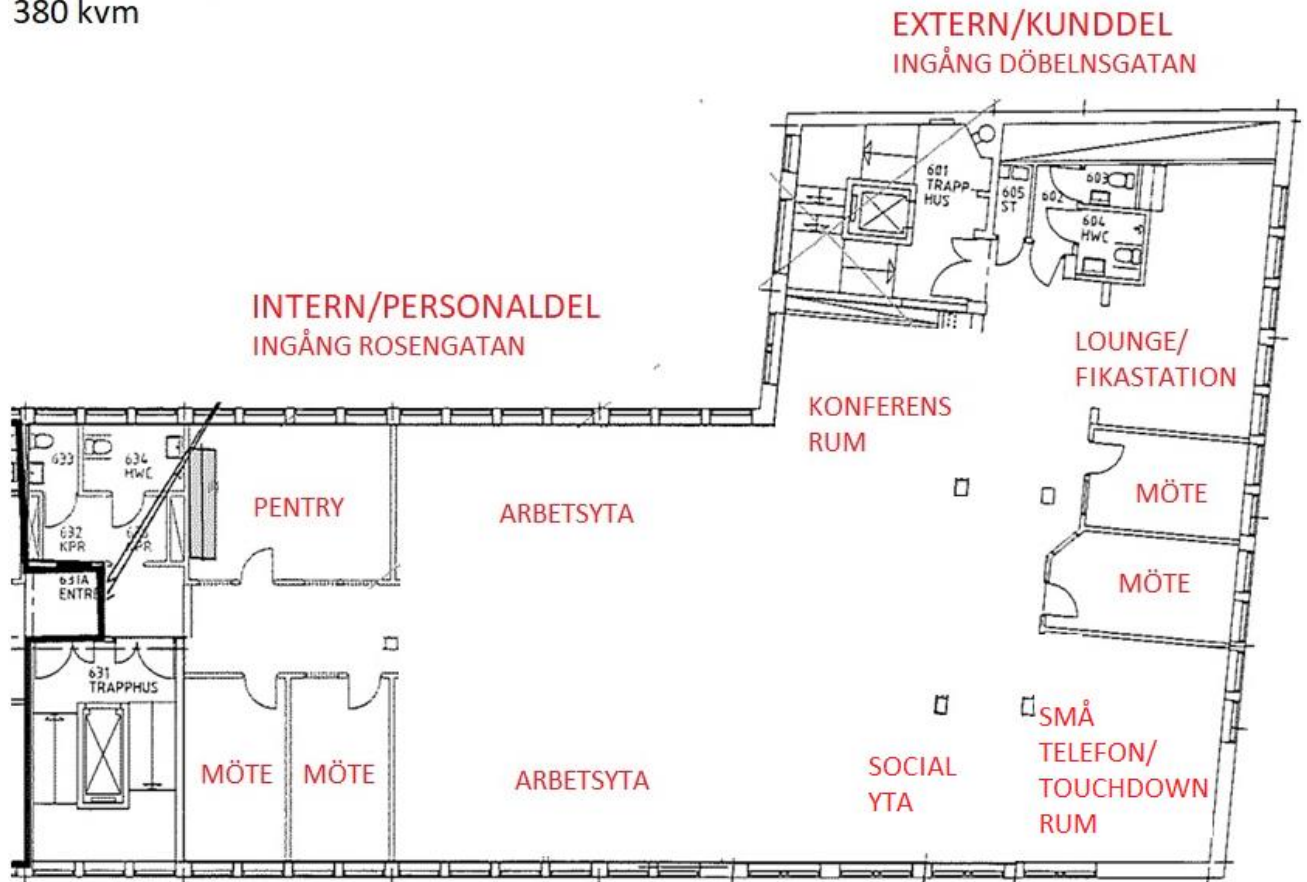 380 kvm
EXTERN/KUNDDEL
INGÅNG DÖBELNSGATAN
601
TRAPP-
HUS
605
ST
602
603
604
HWC
INTERN/PERSONALDEL
INGÅNG ROSENGATAN
LOUNGE/
FIKASTATION
KONFERENS
RUM
633
634
HWC
PENTRY
ARBETSYTA
MÖTE
632
KPR
KPR
631A
ENTRE
MÖTE
631
TRAPPHUS
MÖTE
MÖTE
ARBETSYTA
SOCIAL
YTA
SMÅ
TELEFON/
TOUCHDOWN
RUM